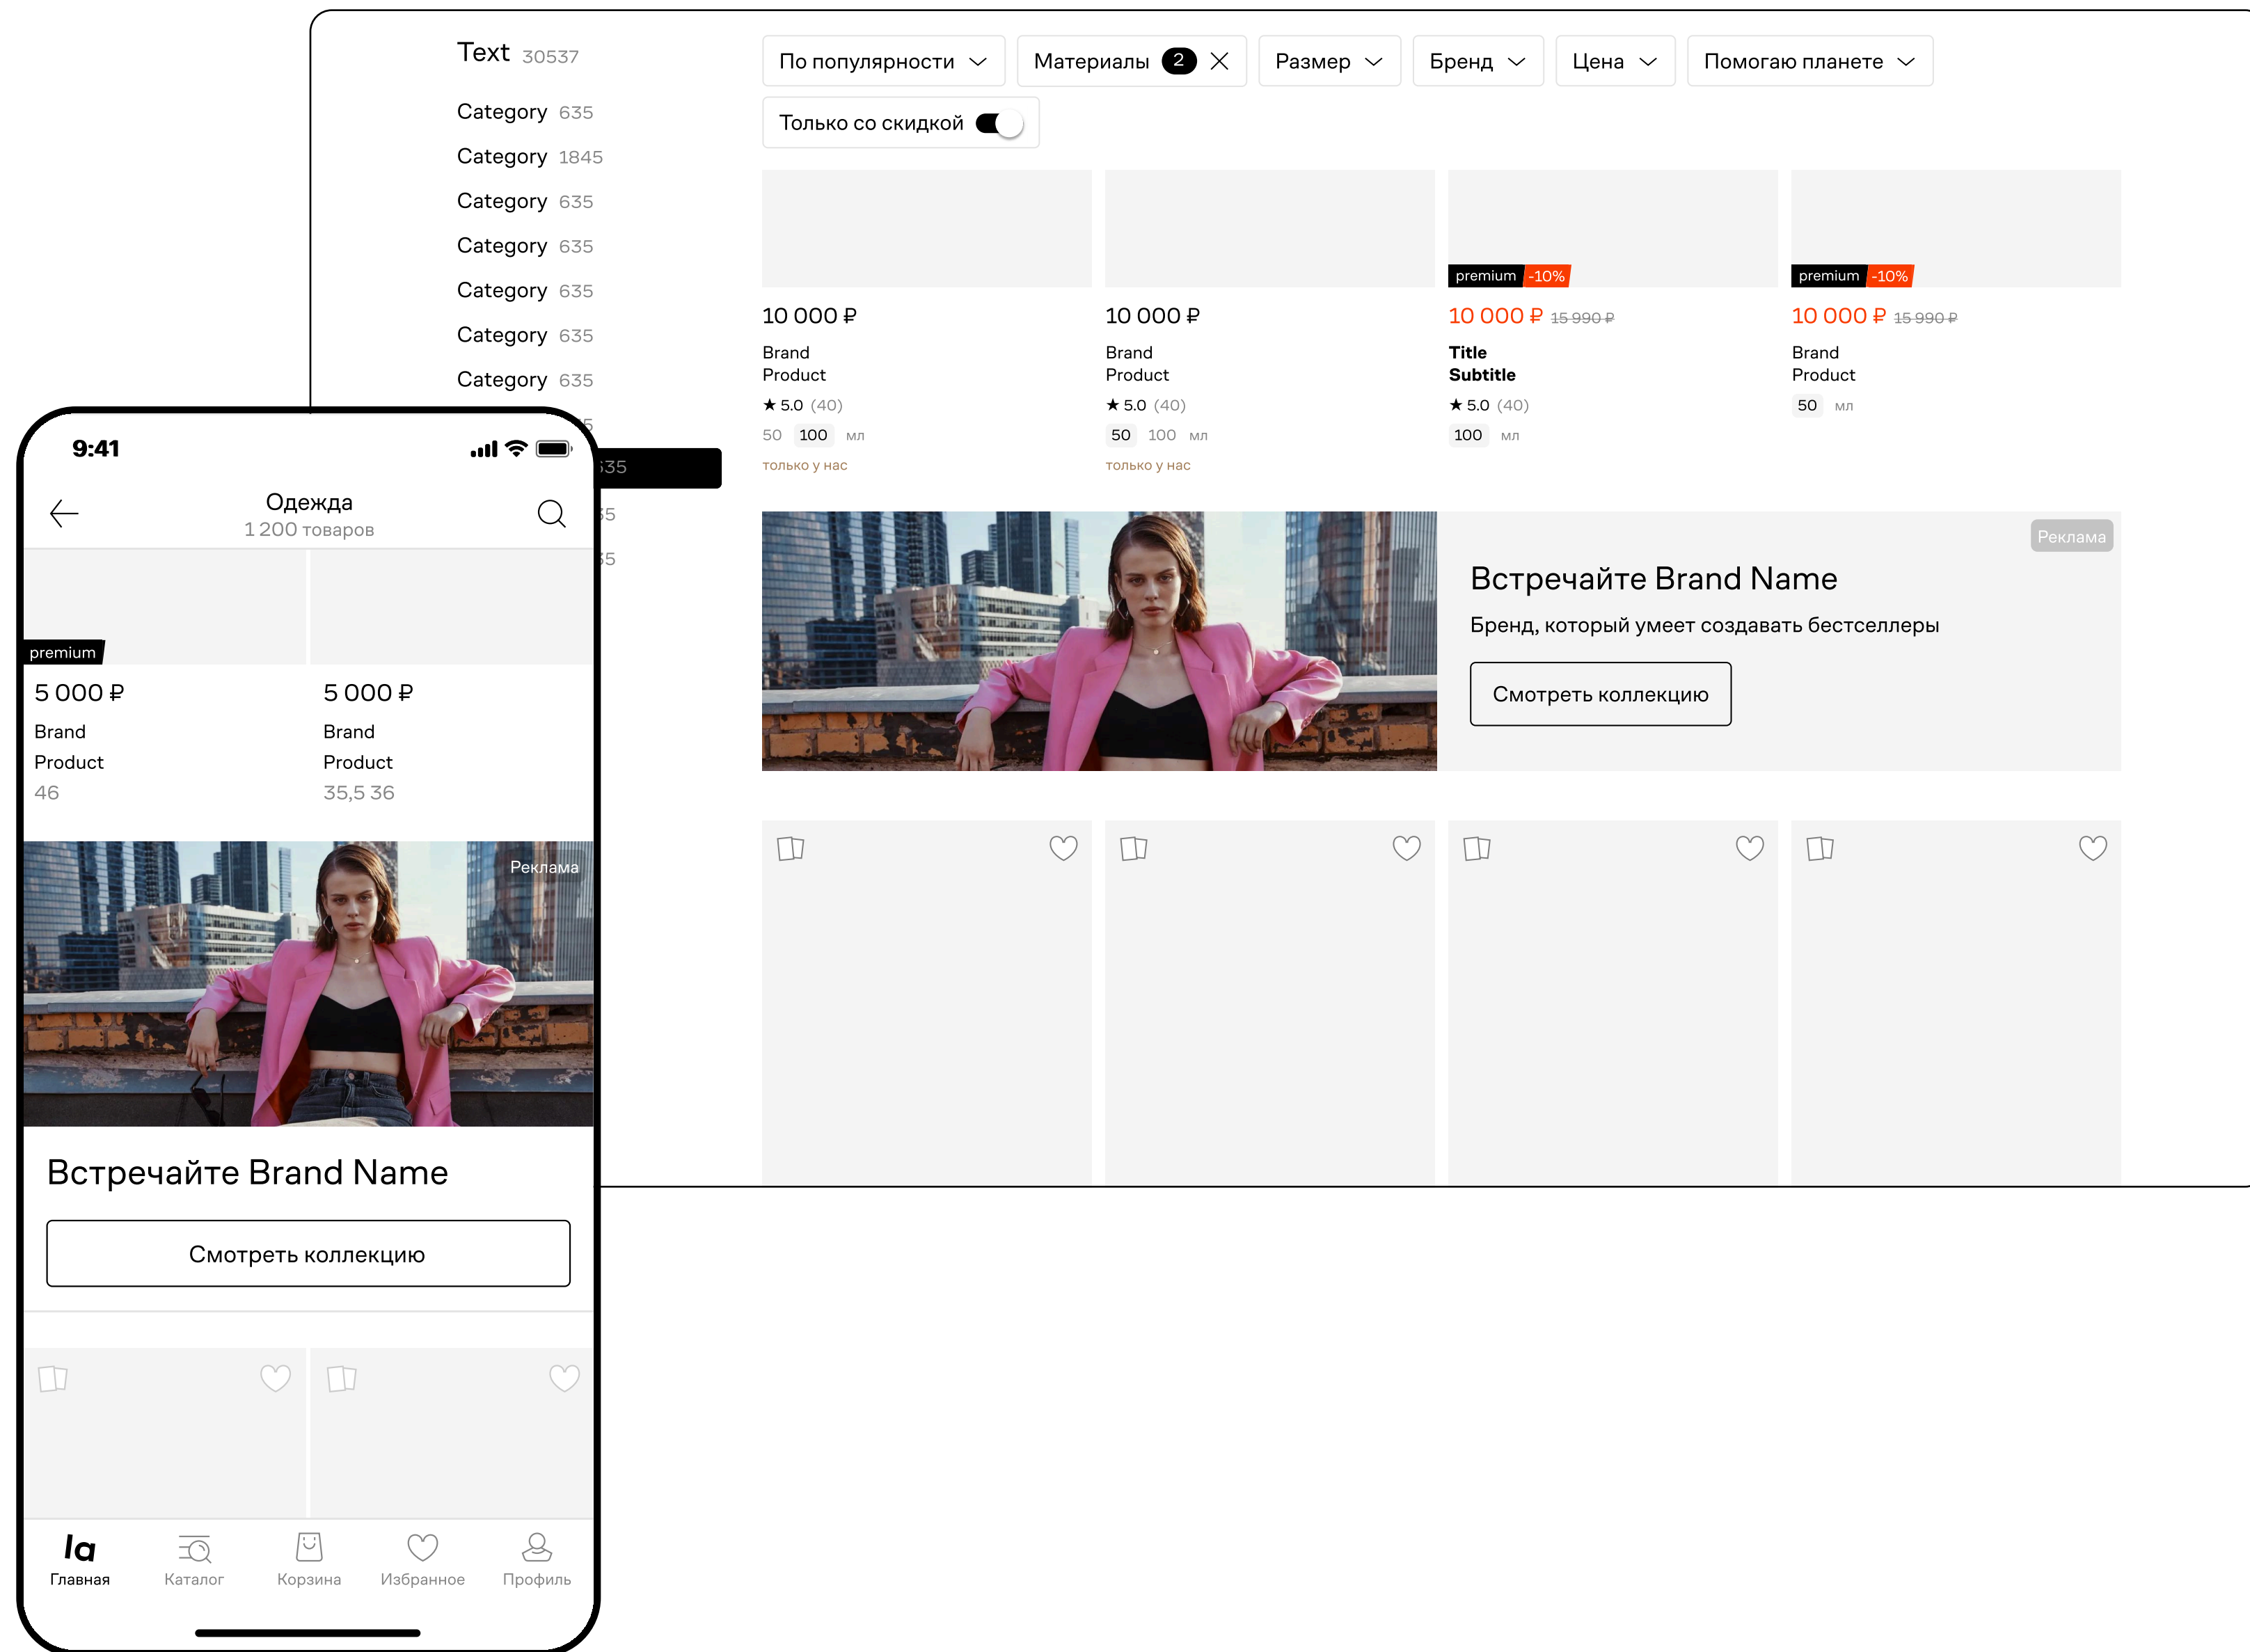 Text 30537
Category 635
Category 1845
Category 635
Category 635
Category 635
Category 635
Category 635
635
35
35
По популярности
Материалы 2
Размер
Бренд
Цена
Помогаю планете
Только со скидкой
10 000 ₽
Brand
Product
★ 5.0 (40)
50 100 мл
только у нас
10 000 ₽
Brand
Product
★ 5.0 (40)
50 100 мл
только у нас
premium -10%
10 000 ₽ 15 990 ₽
Title
Subtitle
★ 5.0 (40)
100 мл
premium -10%
10 000 ₽ 15 990 ₽
Brand
Product
50 мл
Реклама
Встречайте Brand Name
Бренд, который умеет создавать бестселлеры
Смотреть коллекцию
9:41
Одежда
1 200 товаров
premium
5 000 ₽
Brand
Product
46
5 000 ₽
Brand
Product
35,5 36
Реклама
Встречайте Brand Name
Смотреть коллекцию
la
Главная
Каталог
Корзина
Избранное
Профиль